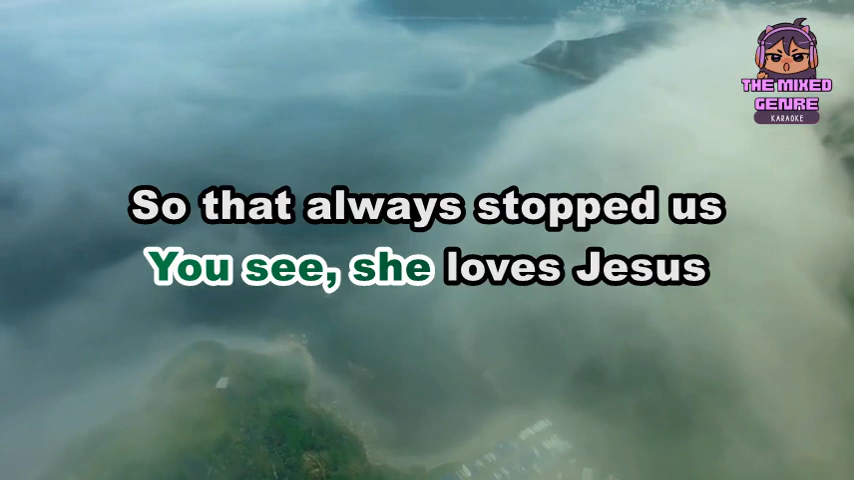 THE MIXED
GENRE
KARAOKE
So that always stopped us
You see, she loves Jesus